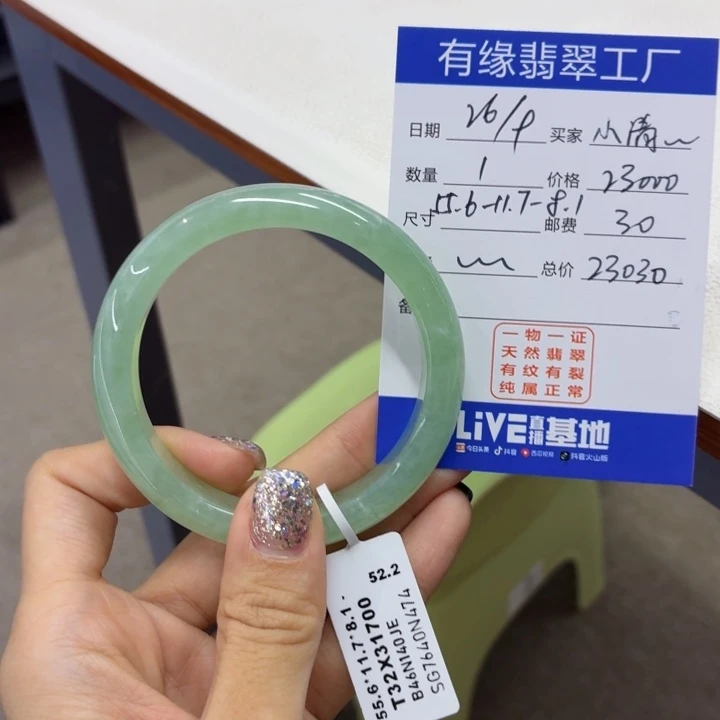 有缘翡翠工厂
日期 26/9 买家 小清~
数量 1 价格 23000
尺寸 55.6-11.7-8.1 邮费 30
总价 23030
备
一物一证
天然翡翠
有纹有裂
纯属正常
LiVE直播基地
今日头条 抖音 西瓜视频 抖音火山版
52.2
55.6*11.7*8.1.
T32X31700
B46NI40JE
SG7640N474